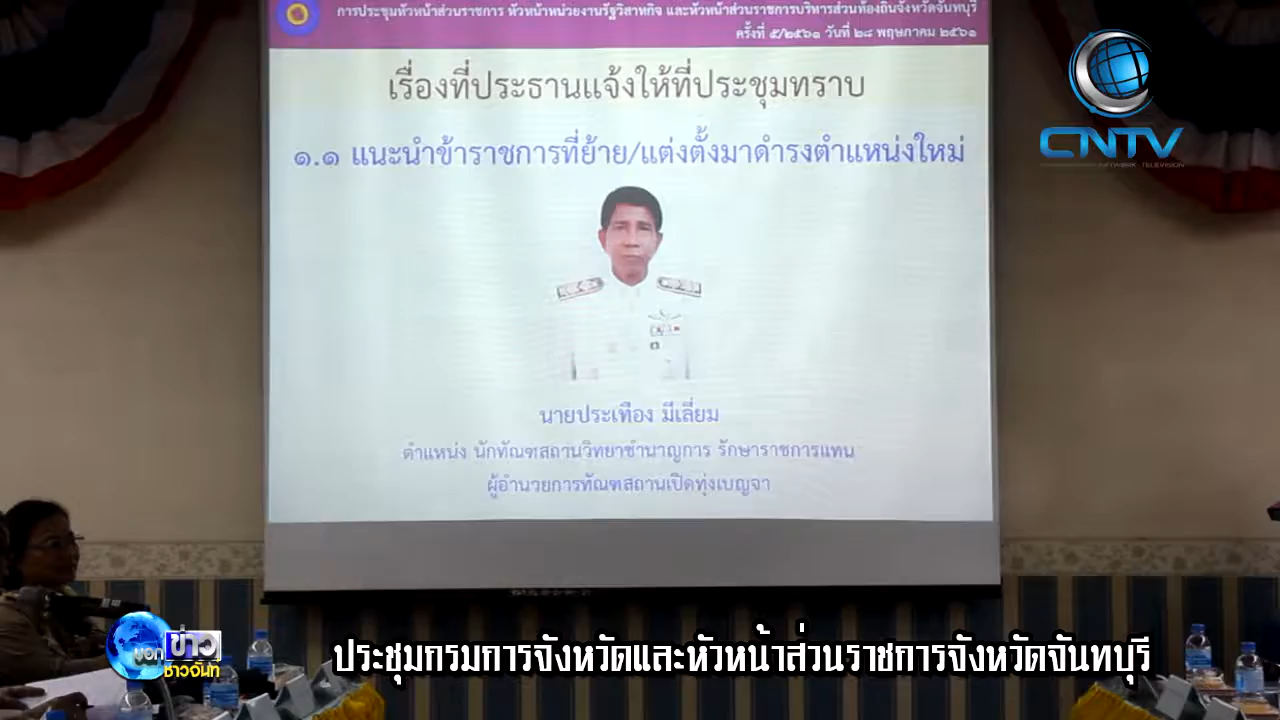 การประชุมหัวหน้าส่วนราชการ หัวหน้าหน่วยงานรัฐวิสาหกิจ และหัวหน้าส่วนราชการบริหารส่วนท้องถิ่นจังหวัดจันทบุรี
ครั้งที่ ๕/๒๕๖๑ วันที่ ๒๘ พฤษภาคม ๒๕๖๑
เรื่องที่ประธานแจ้งให้ที่ประชุมทราบ
๑.๑ แนะนำข้าราชการที่ย้าย/แต่งตั้งมาดำรงตำแหน่งใหม่
นายประเทือง มีเลี่ยม
ตำแหน่ง นักทัณฑสถานวิทยาชำนาญการ รักษาราชการแทน
ผู้อำนวยการทัณฑสถานเปิดทุ่งเบญจา
CNTV
NETWORK TELEVISION
บอกข่าว
ชาวจันท์
ประชุมกรมการจังหวัดและหัวหน้าส่วนราชการจังหวัดจันทบุรี